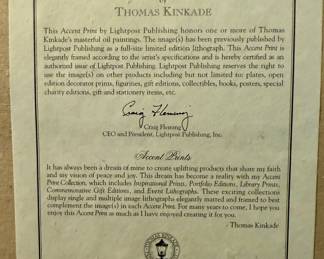 by
THOMAS KINKADE
This Accent Print by Lightpost Publishing honors one or more of Thomas
Kinkade's masterful oil paintings. The image(s) has been previously published by
Lightpost Publishing as a full-site limited edition lithograph. This Accent Print is
elegantly framed according to the artist's specifications and is hereby certified as an
authorized issue of Lightpost Publishing. Lightpost Publishing reserves the right to
use the image(s) on other products including but not limited to: plates, open
edition decorator prints, figurines, gift editions, collectibles, books, posters, special
charity editions, gift and stationery items, etc.
Craig Fleming
Craig Fleming
CEO and President, Lightpost Publishing, Inc.
Accent Prints
It has always been a dream of mine to create uplifting products that share my faith
and my vision of peace and joy. This dream has become a reality with my Accent
Print Collection, which includes Inspirational Prints, Portfolio Editions, Library Prints,
Commemorative Gift Editions, and Event Lithographs. These exciting collections
display single and multiple image lithographs elegantly matted and framed to best
complement the image(s) in each Accent Print. For many years to come, I hope you
enjoy this Accent Print as much as I have enjoyed creating it for you.
- Thomas Kinkade